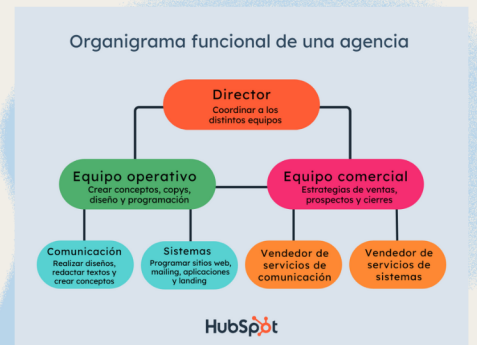 Organigrama funcional de una agencia
Director
Coordinar a los
distintos equipos
Equipo operativo
Crear conceptos, copys,
diseño y programación
Equipo comercial
Estrategias de ventas,
prospectos y cierres
Comunicación
Realizar diseños,
redactar textos y
crear conceptos
Sistemas
Programar sitios web,
mailing, aplicaciones
y landing
Vendedor de
servicios de
comunicación
Vendedor de
servicios de
sistemas
HubSpot